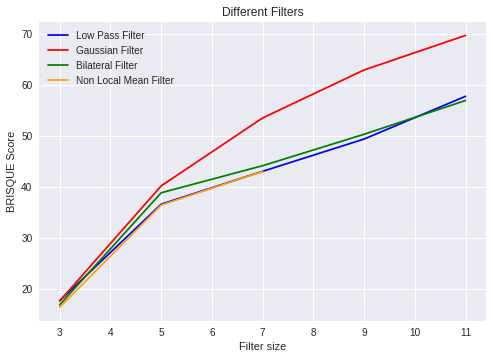 Different Filters
Low Pass Filter
Gaussian Filter
Bilateral Filter
Non Local Mean Filter
BRISQUE Score
70
60
50
40
30
20
3 4 5 6 7 8 9 10 11
Filter size